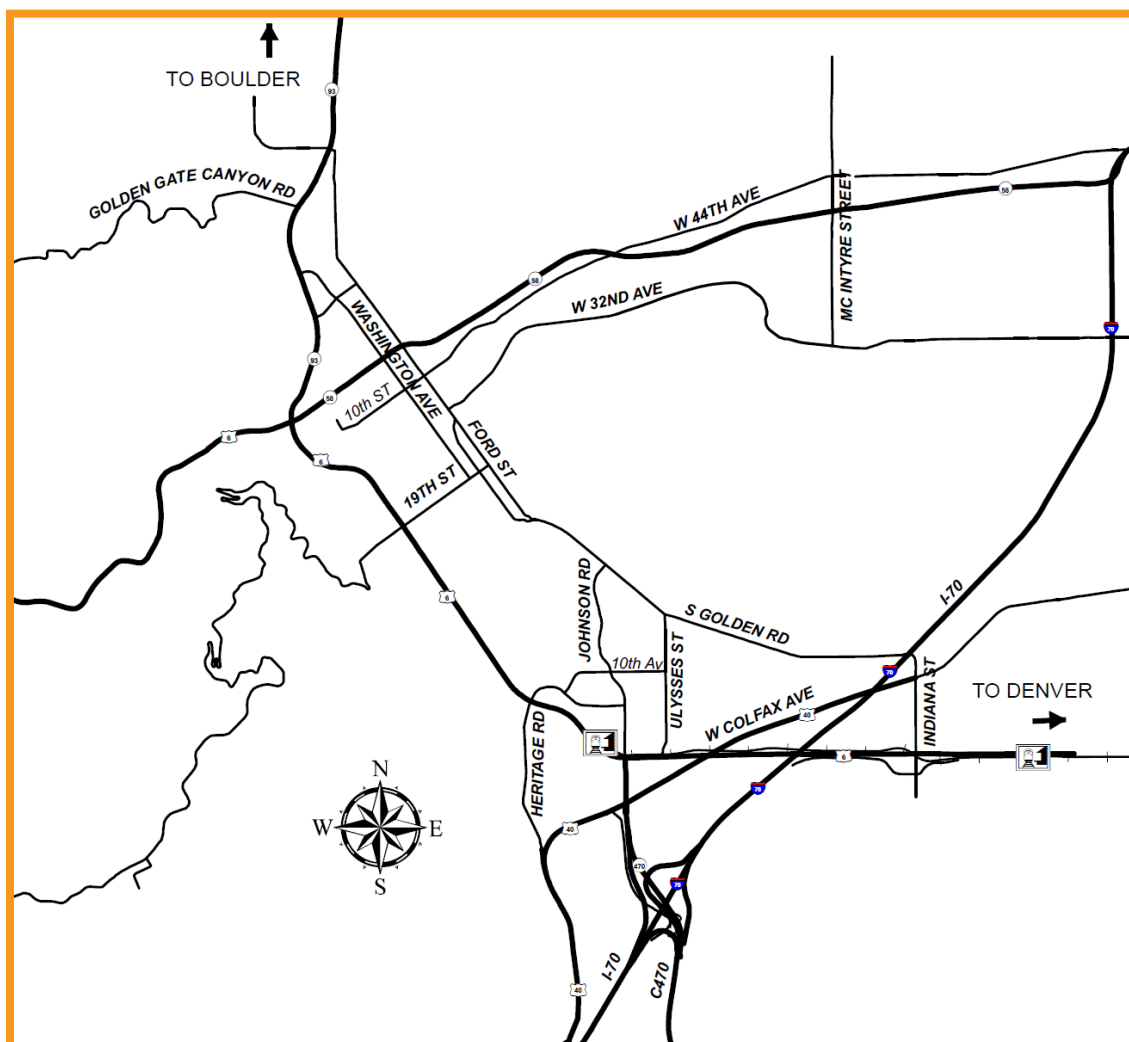 93
TO BOULDER
GOLDEN GATE CANYON RD
W 44TH AVE
MC INTYRE STREET
58
58
W 32ND AVE
70
WASHINGTON AVE
93
58
10th ST
FORD ST
6
6
19TH ST
6
JOHNSON RD
S GOLDEN RD
I-70
10th Av
ULYSSES ST
70
INDIANA ST
TO DENVER
W COLFAX AVE
40
HERITAGE RD
6
70
N
W
E
S
40
470
70
I-70
C470
40